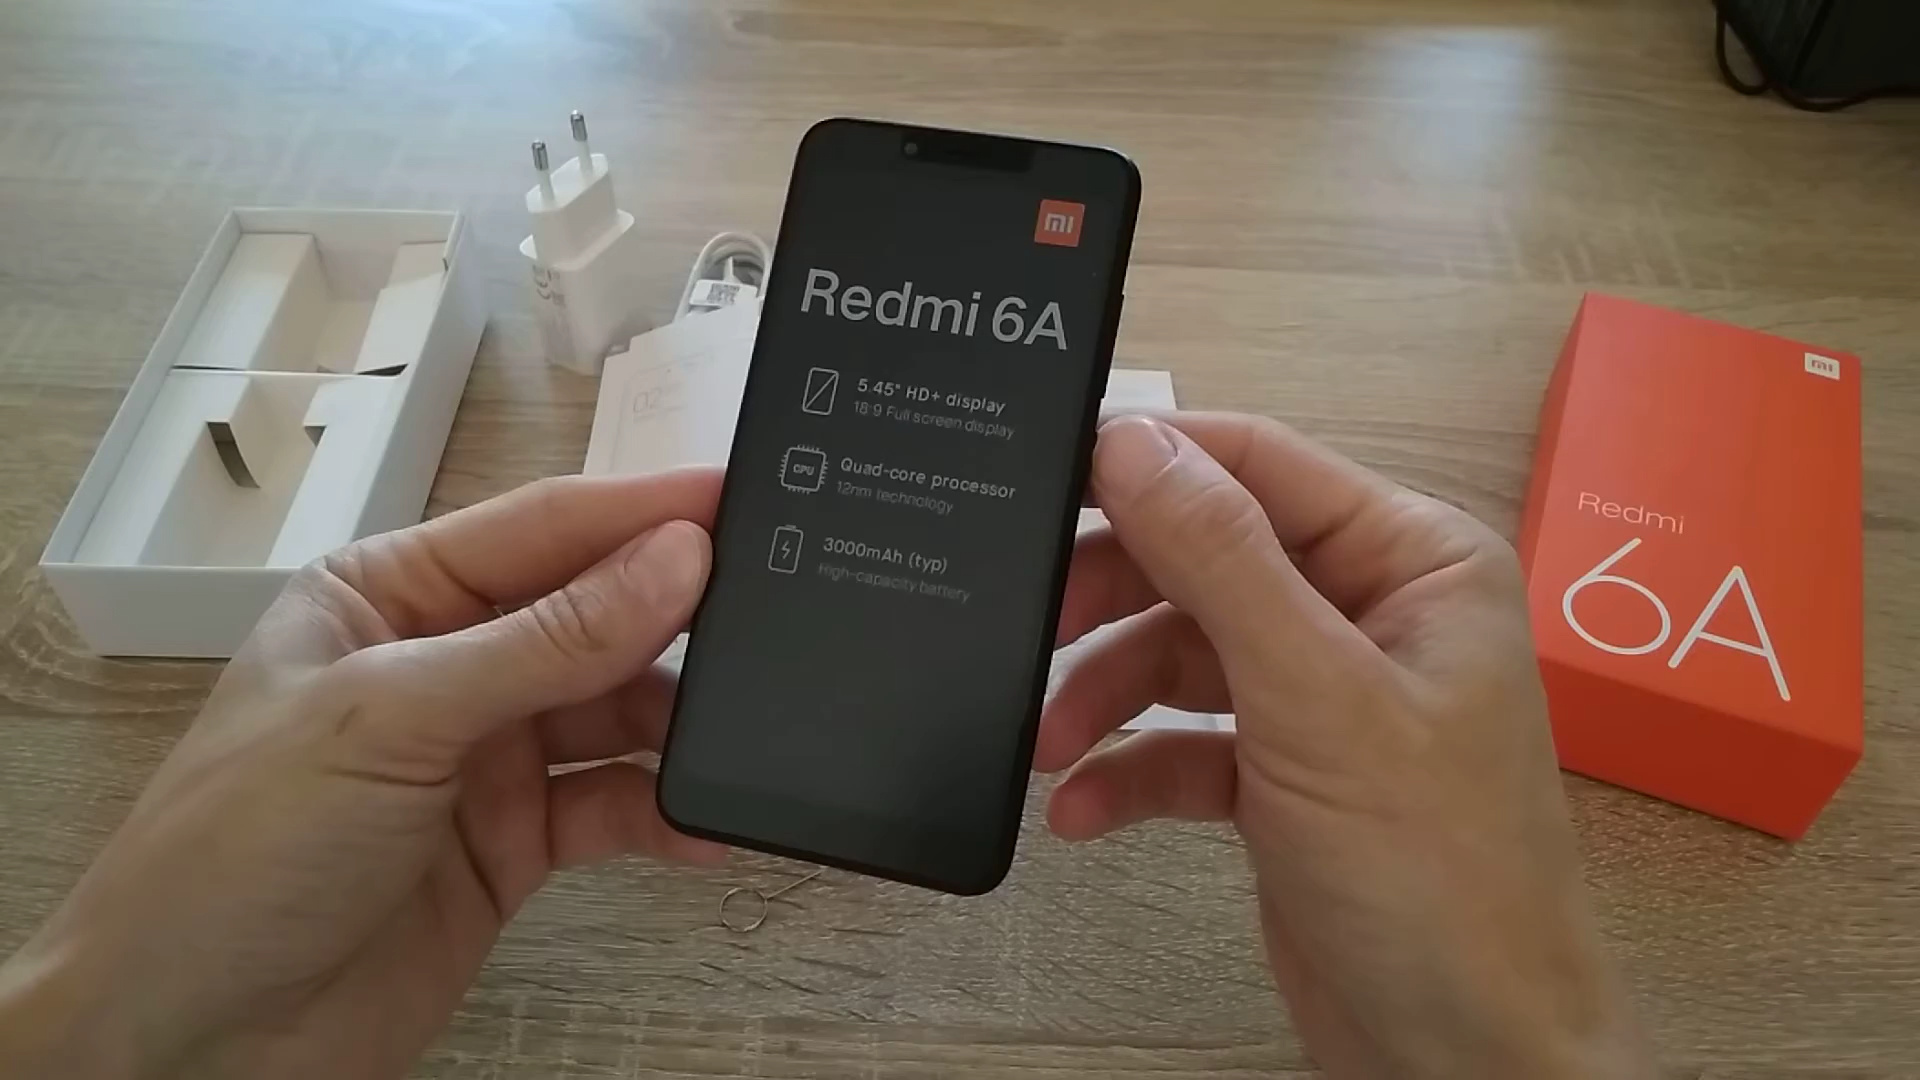 mi
Redmi 6A
5.45" HD+ display
18:9 Full screen display
CPU
Quad-core processor
12nm technology
3000mAh (typ)
High-capacity battery
mi
Redmi
6A
02